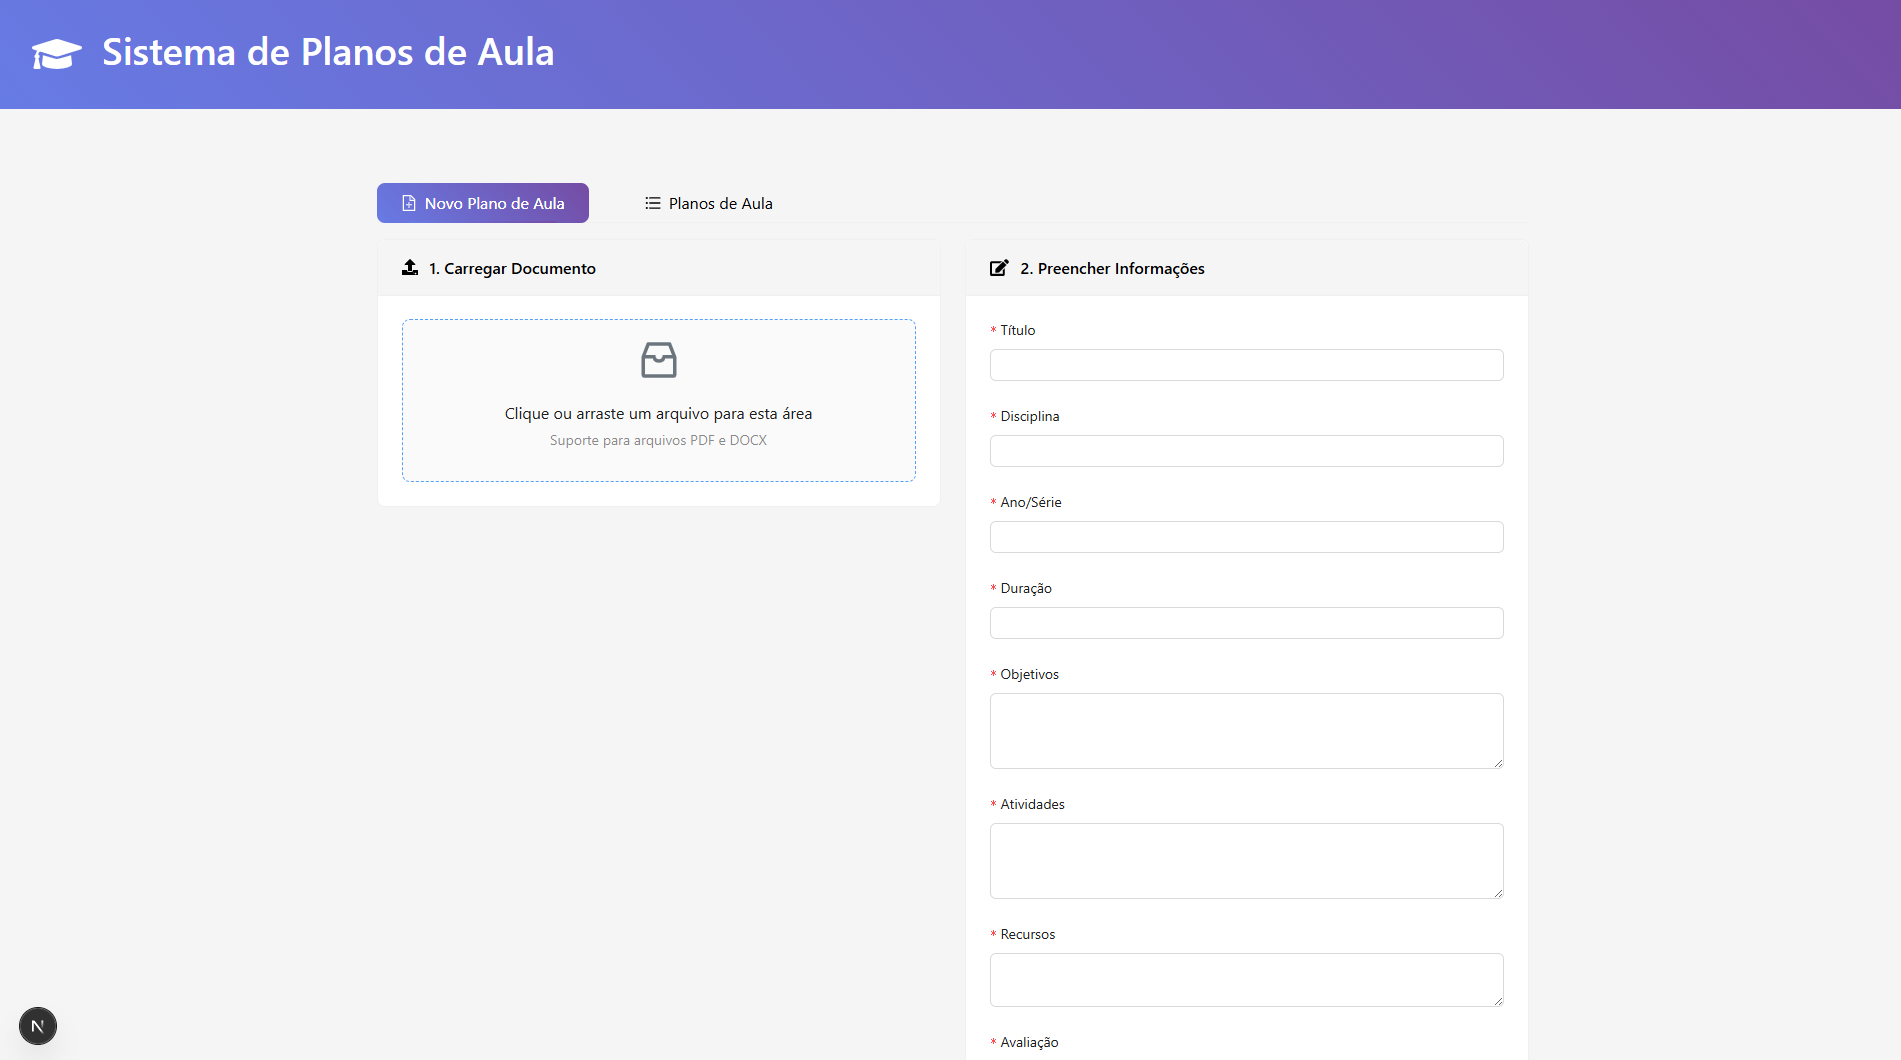 Sistema de Planos de Aula
Novo Plano de Aula
Planos de Aula
1. Carregar Documento
Clique ou arraste um arquivo para esta área
Suporte para arquivos PDF e DOCX
2. Preencher Informações
* Título
* Disciplina
* Ano/Série
* Duração
* Objetivos
* Atividades
* Recursos
* Avaliação
N